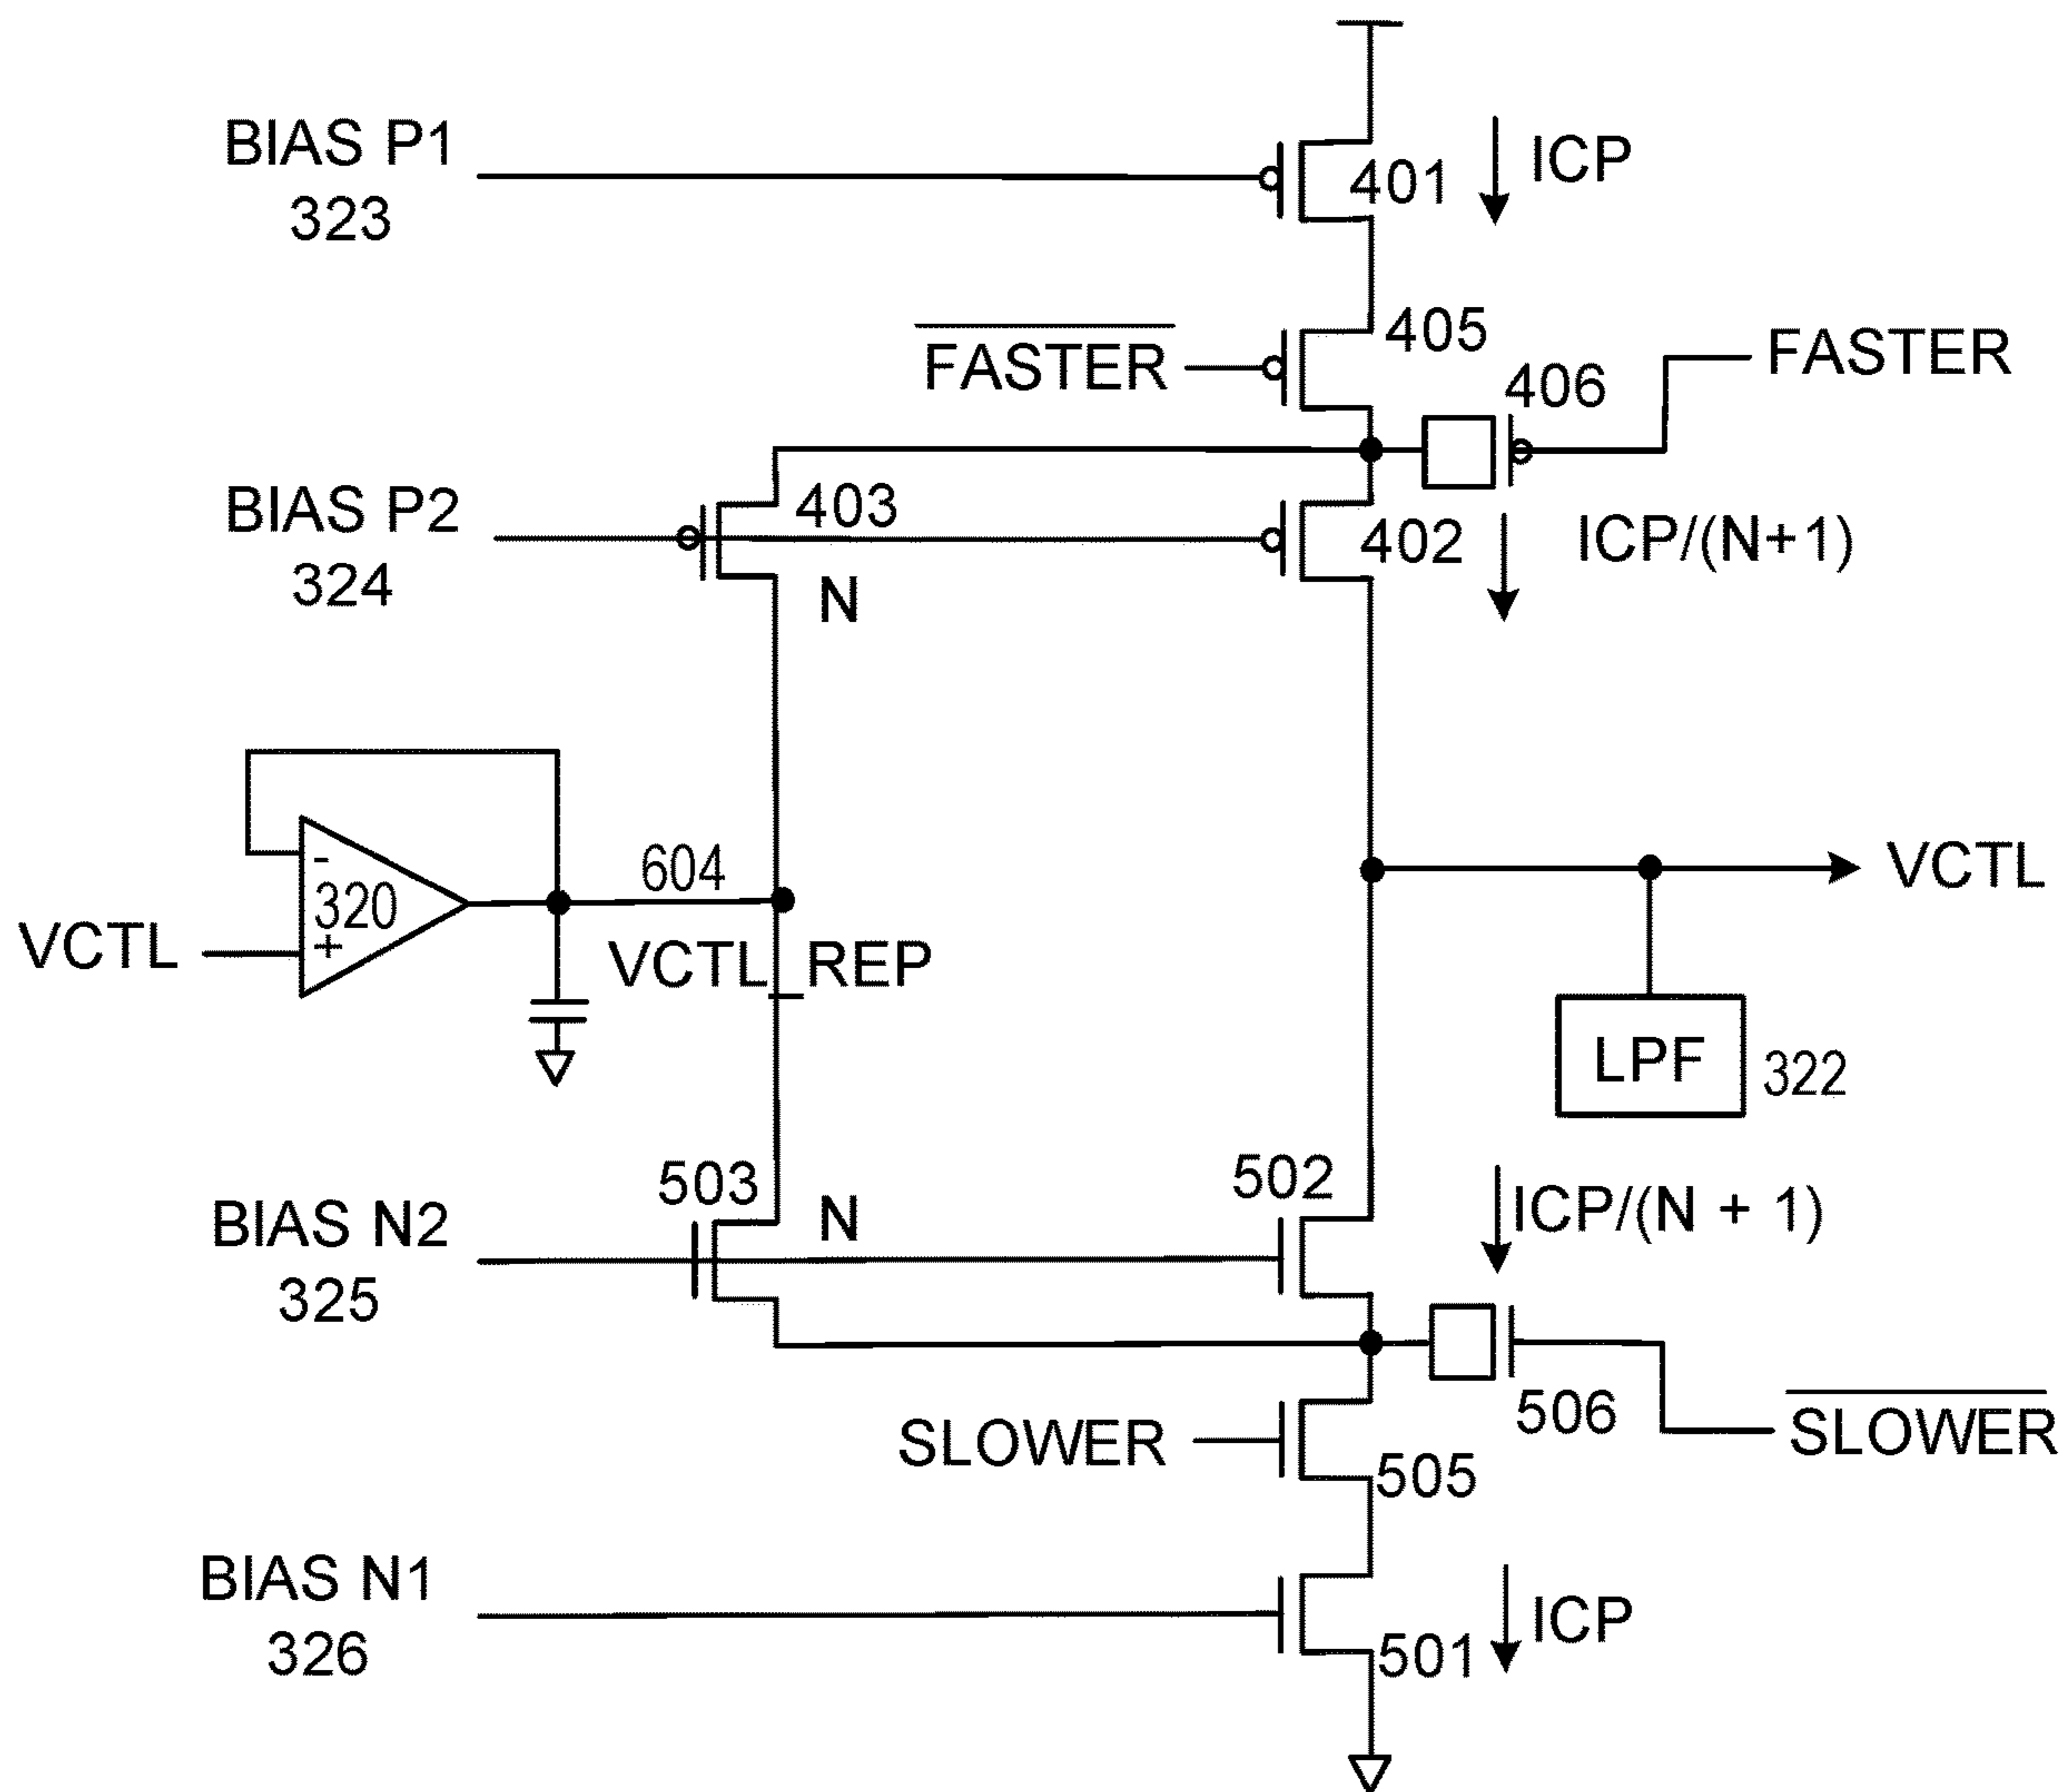 BIAS P1
323
401
ICP
FASTER
405
406
FASTER
BIAS P2
324
403
N
402
ICP/(N+1)
-
320
+
VCTL
604
VCTL_REP
VCTL
LPF
322
503
N
502
ICP/(N + 1)
BIAS N2
325
SLOWER
505
506
SLOWER
BIAS N1
326
501
ICP